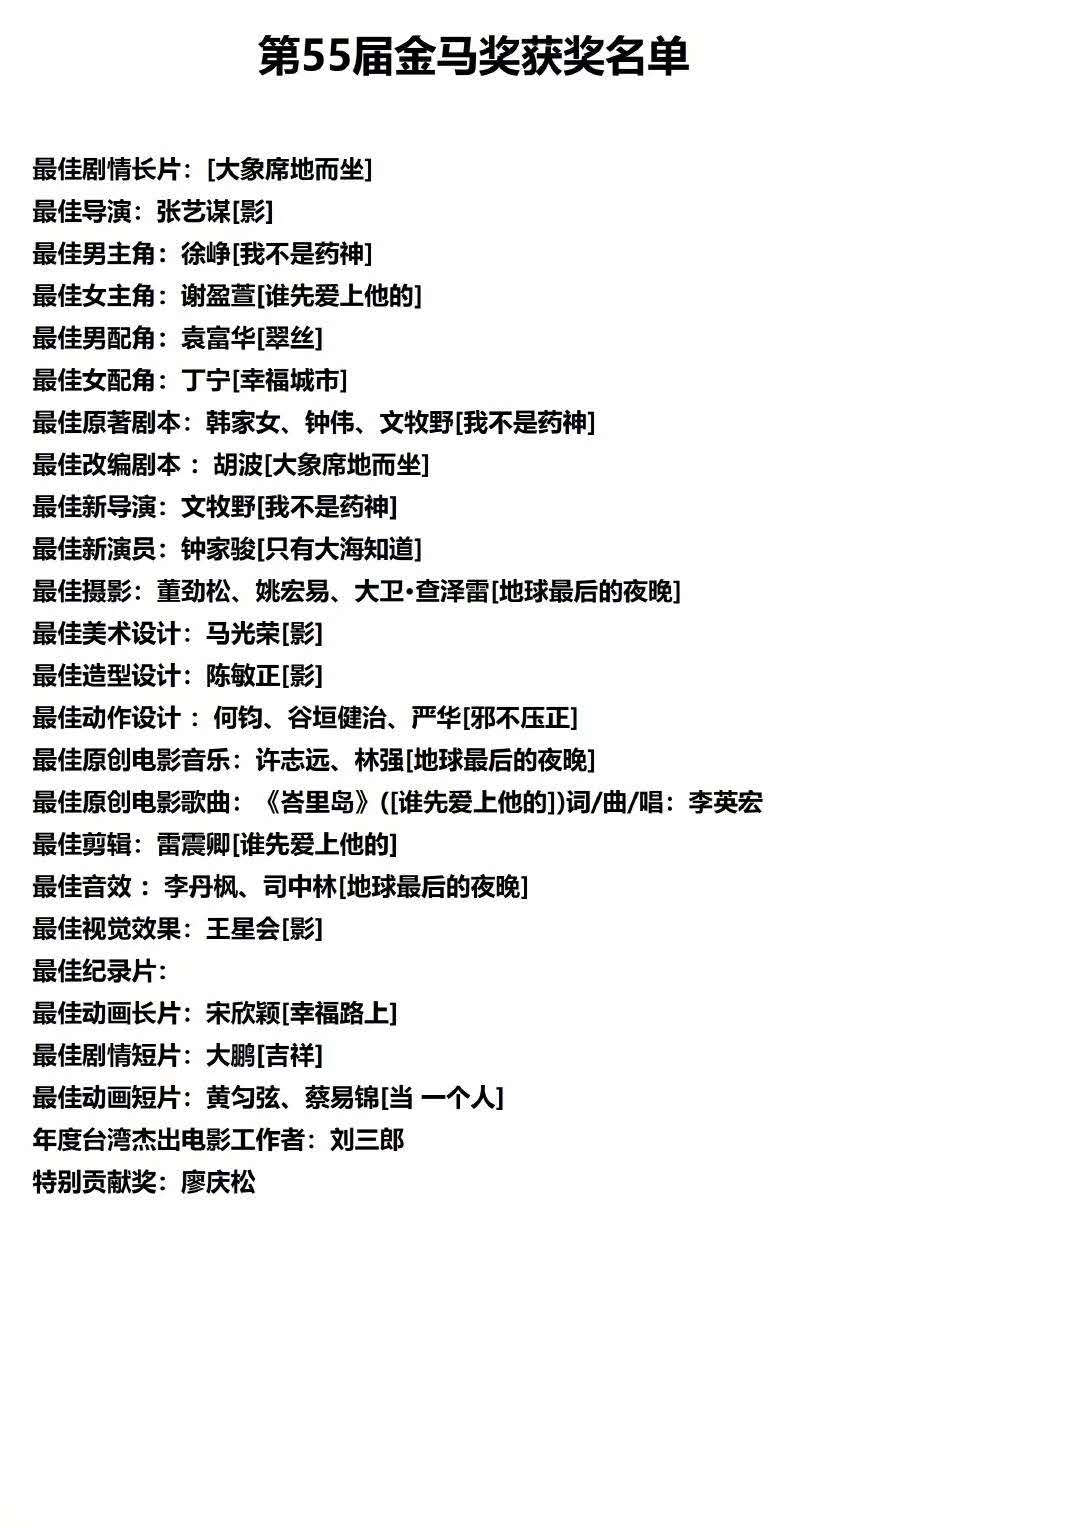 第55届金马奖获奖名单
最佳剧情长片：[大象席地而坐]
最佳导演：张艺谋[影]
最佳男主角：徐峥[我不是药神]
最佳女主角：谢盈萱[谁先爱上他的]
最佳男配角：袁富华[翠丝]
最佳女配角：丁宁[幸福城市]
最佳原著剧本：韩家女、钟伟、文牧野[我不是药神]
最佳改编剧本 ：胡波[大象席地而坐]
最佳新导演：文牧野[我不是药神]
最佳新演员：钟家骏[只有大海知道]
最佳摄影：董劲松、姚宏易、大卫·查泽雷[地球最后的夜晚]
最佳美术设计：马光荣[影]
最佳造型设计：陈敏正[影]
最佳动作设计 ：何钧、谷垣健治、严华[邪不压正]
最佳原创电影音乐：许志远、林强[地球最后的夜晚]
最佳原创电影歌曲：《峇里岛》([谁先爱上他的])词/曲/唱：李英宏
最佳剪辑：雷震卿[谁先爱上他的]
最佳音效 ：李丹枫、司中林[地球最后的夜晚]
最佳视觉效果：王星会[影]
最佳纪录片：
最佳动画长片：宋欣颖[幸福路上]
最佳剧情短片：大鹏[吉祥]
最佳动画短片：黄匀弦、蔡易锦[当 一个人]
年度台湾杰出电影工作者：刘三郎
特别贡献奖：廖庆松